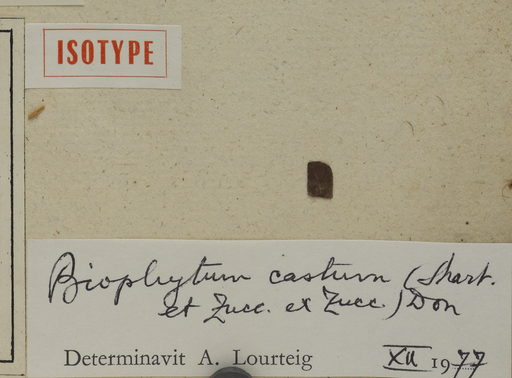 ISOTYPE
Biophytum castum (Mart.
et Zucc. ex Zucc.) Don
Determinavit A. Lourteig XII 1977